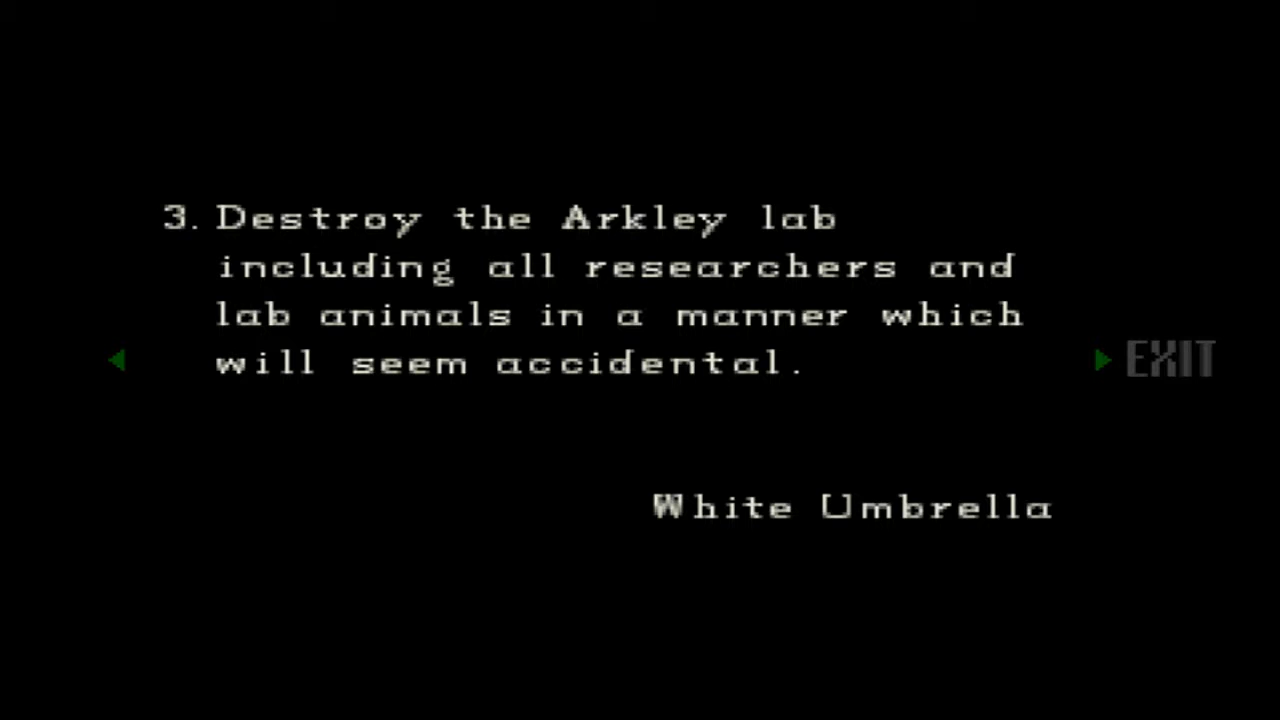 3. Destroy the Arkley lab
including all researchers and
lab animals in a manner which
will seem accidental.
EXIT
White Umbrella